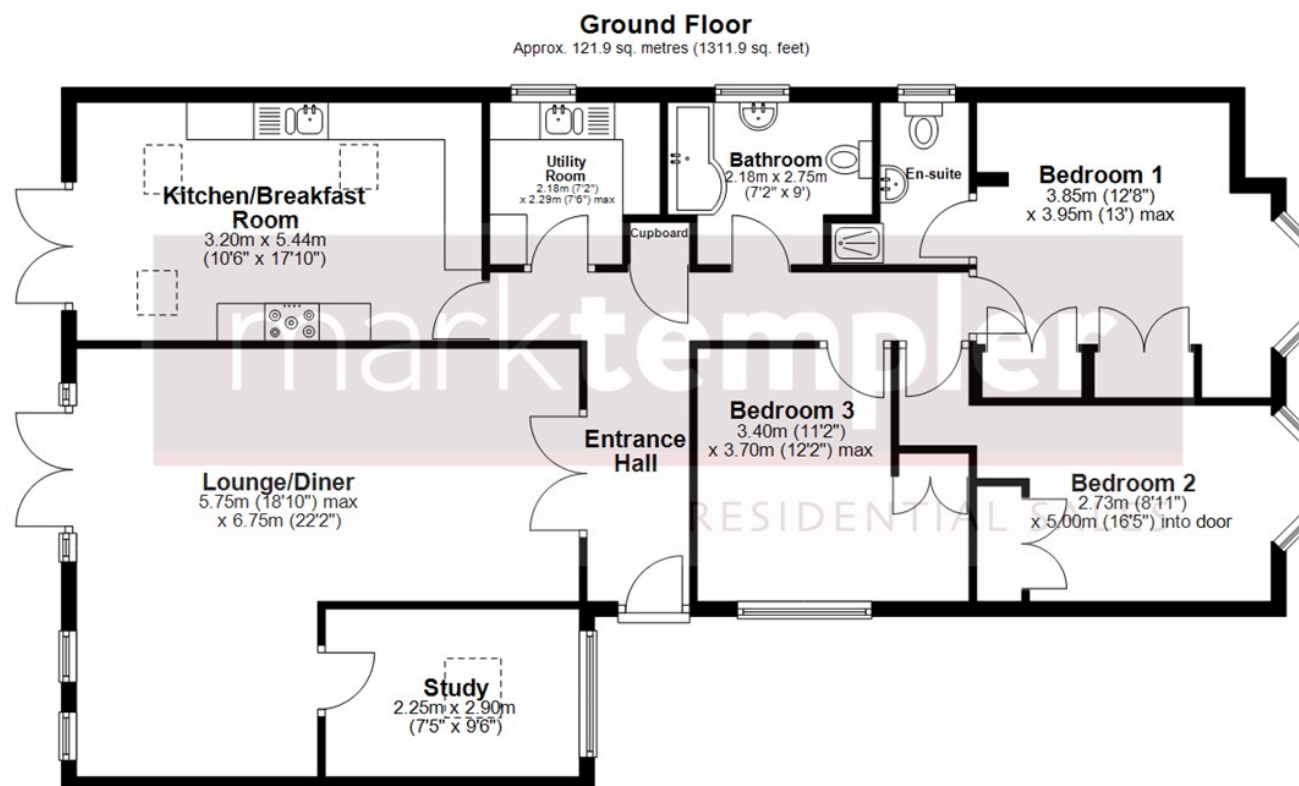 Ground Floor
Approx. 121.9 sq. metres (1311.9 sq. feet)
Kitchen/Breakfast
Room
3.20m x 5.44m
(10'6" x 17'10")
Utility
Room
2.18m (7'2")
x 2.29m (7'6") max
Bathroom
2.18m x 2.75m
(7'2" x 9')
En-suite
Bedroom 1
3.85m (12'8")
x 3.95m (13') max
Cupboard
marktempler
RESIDENTIAL SALES
Lounge/Diner
5.75m (18'10") max
x 6.75m (22'2")
Entrance
Hall
Bedroom 3
3.40m (11'2")
x 3.70m (12'2") max
Bedroom 2
2.73m (8'11")
x 5.00m (16'5") into door
Study
2.25m x 2.90m
(7'5" x 9'6")